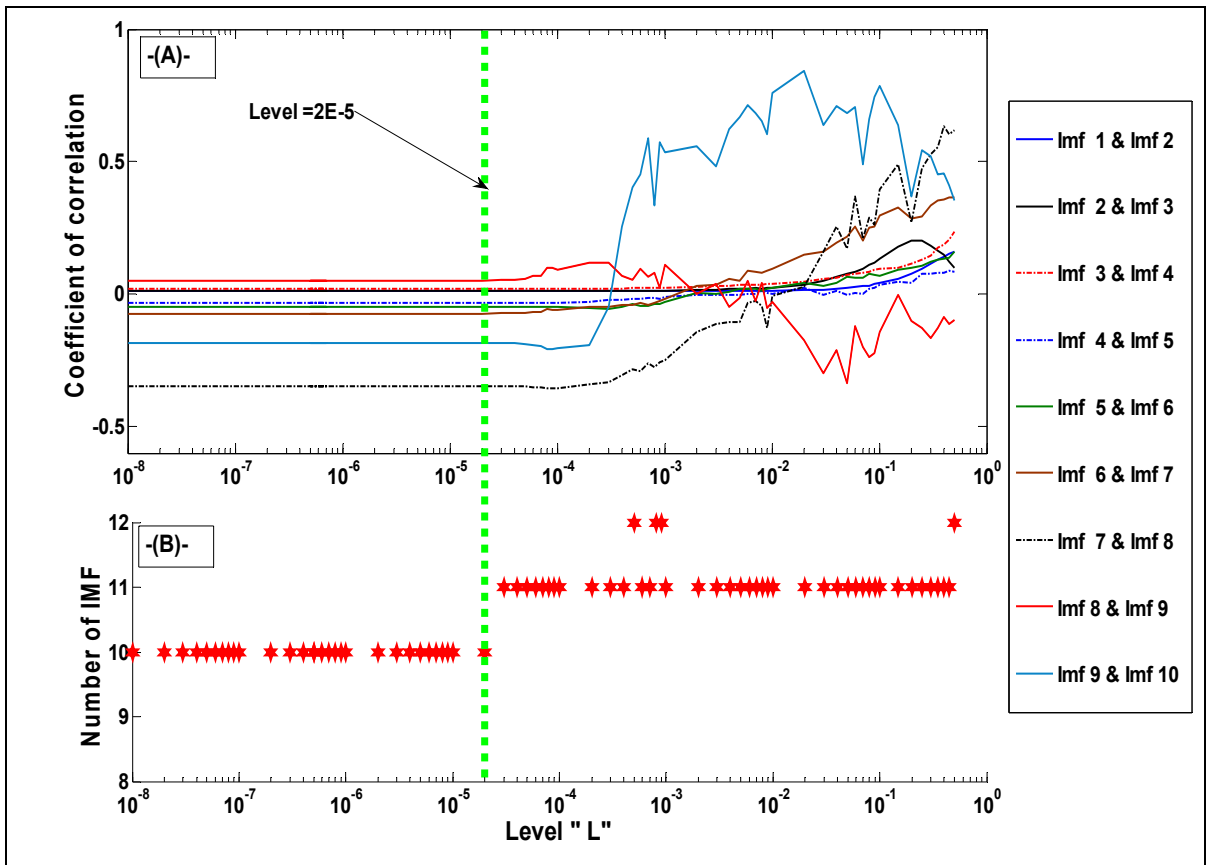 -(A)-
Level =2E-5
Coefficient of correlation
1
0.5
0
-0.5
10^-8 10^-7 10^-6 10^-5 10^-4 10^-3 10^-2 10^-1 10^0
Imf 1 & Imf 2
Imf 2 & Imf 3
Imf 3 & Imf 4
Imf 4 & Imf 5
Imf 5 & Imf 6
Imf 6 & Imf 7
Imf 7 & Imf 8
Imf 8 & Imf 9
Imf 9 & Imf 10
-(B)-
Number of IMF
12
11
10
9
8
10^-8 10^-7 10^-6 10^-5 10^-4 10^-3 10^-2 10^-1 10^0
Level " L"